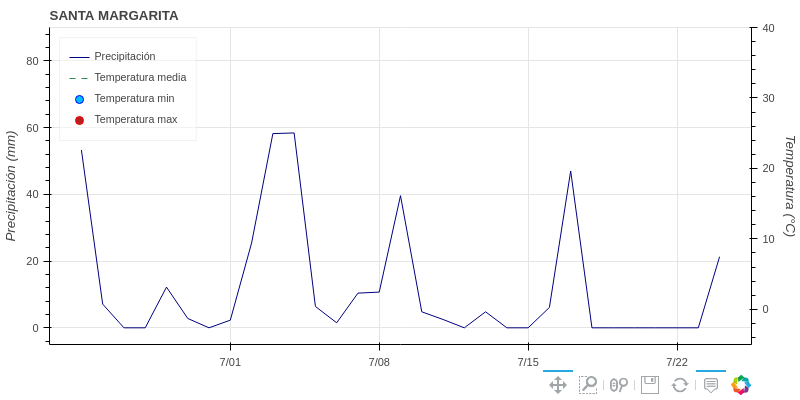 SANTA MARGARITA
Precipitación
Temperatura media
Temperatura min
Temperatura max
Precipitación (mm)
80
60
40
20
0
40
30
20
10
0
Temperatura (°C)
7/01
7/08
7/15
7/22